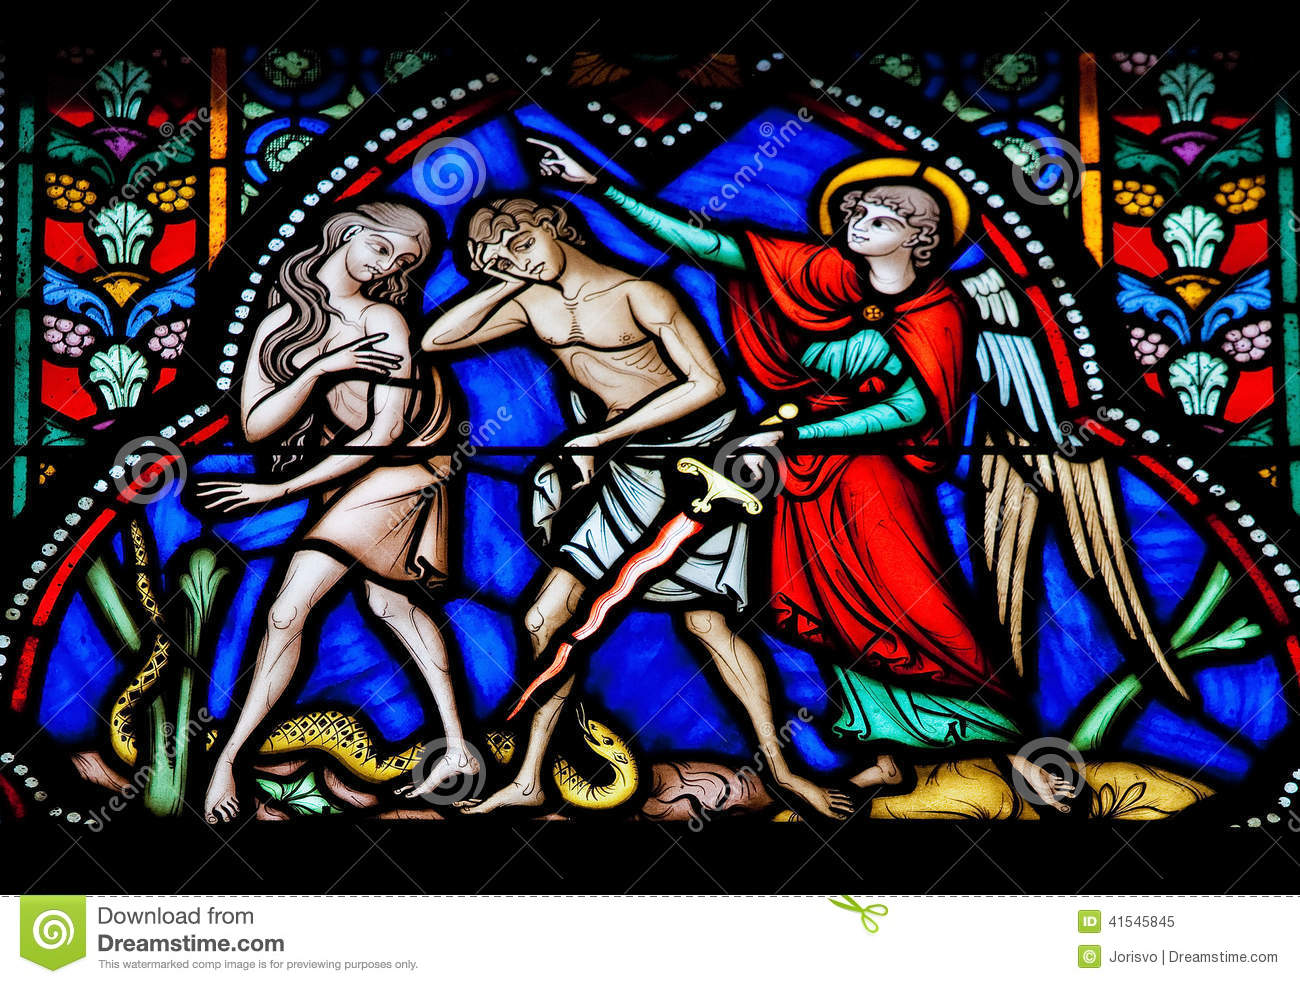 Download from
Dreamstime.com
This watermarked comp image is for previewing purposes only.
ID 41545845
© Jorisvo | Dreamstime.com